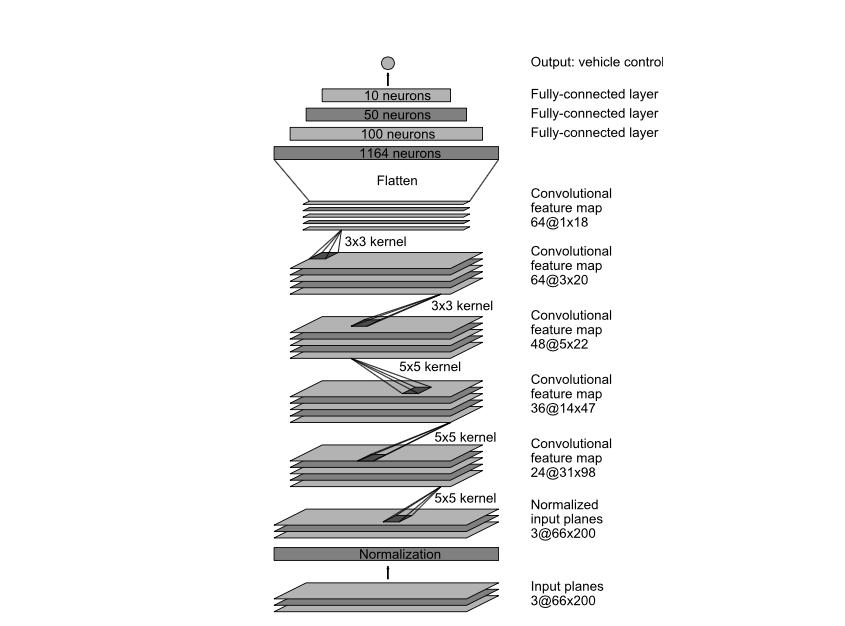 Output: vehicle control
10 neurons
Fully-connected layer
50 neurons
Fully-connected layer
100 neurons
Fully-connected layer
1164 neurons
Flatten
Convolutional
feature map
64@1x18
3x3 kernel
Convolutional
feature map
64@3x20
3x3 kernel
Convolutional
feature map
48@5x22
5x5 kernel
Convolutional
feature map
36@14x47
5x5 kernel
Convolutional
feature map
24@31x98
5x5 kernel
Normalized
input planes
3@66x200
Normalization
Input planes
3@66x200